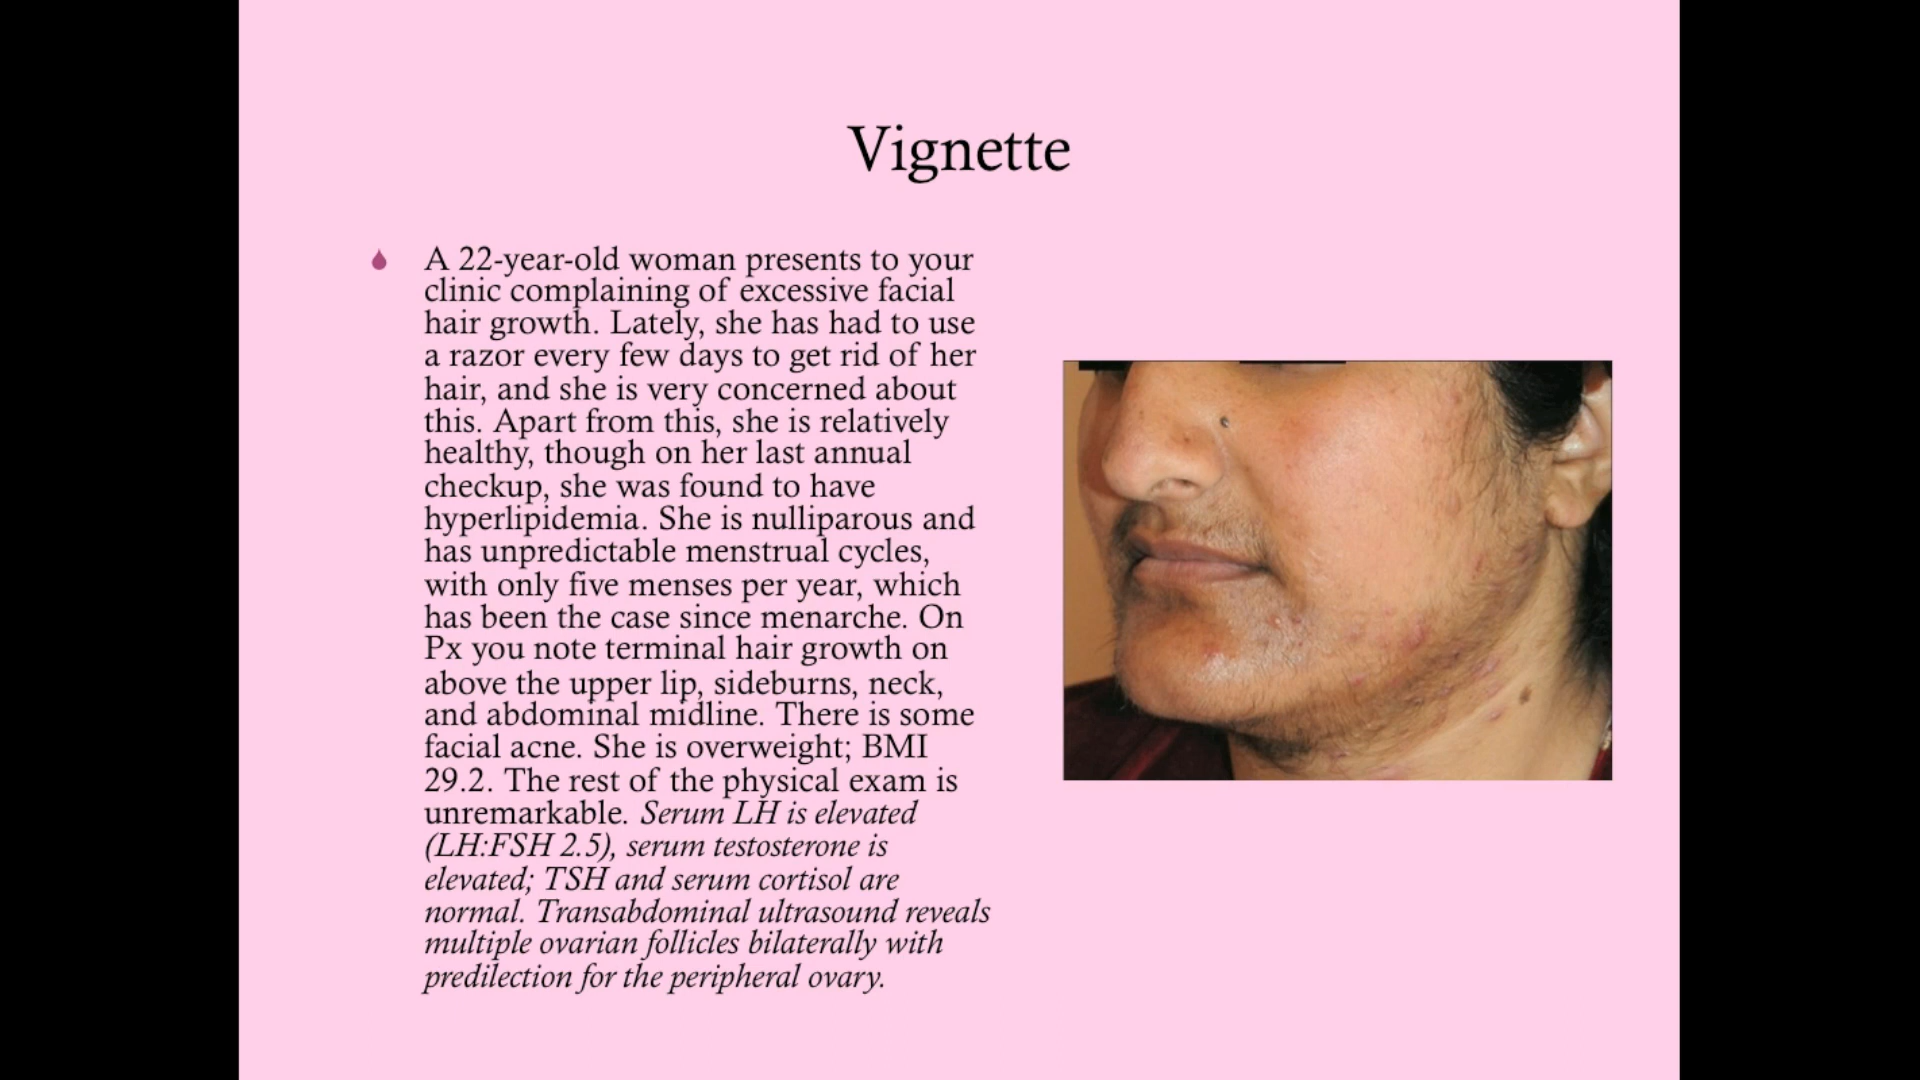 Vignette
A 22-year-old woman presents to your
clinic complaining of excessive facial
hair growth. Lately, she has had to use
a razor every few days to get rid of her
hair, and she is very concerned about
this. Apart from this, she is relatively
healthy, though on her last annual
checkup, she was found to have
hyperlipidemia. She is nulliparous and
has unpredictable menstrual cycles,
with only five menses per year, which
has been the case since menarche. On
Px you note terminal hair growth on
above the upper lip, sideburns, neck,
and abdominal midline. There is some
facial acne. She is overweight; BMI
29.2. The rest of the physical exam is
unremarkable. Serum LH is elevated
(LH:FSH 2.5), serum testosterone is
elevated; TSH and serum cortisol are
normal. Transabdominal ultrasound reveals
multiple ovarian follicles bilaterally with
predilection for the peripheral ovary.